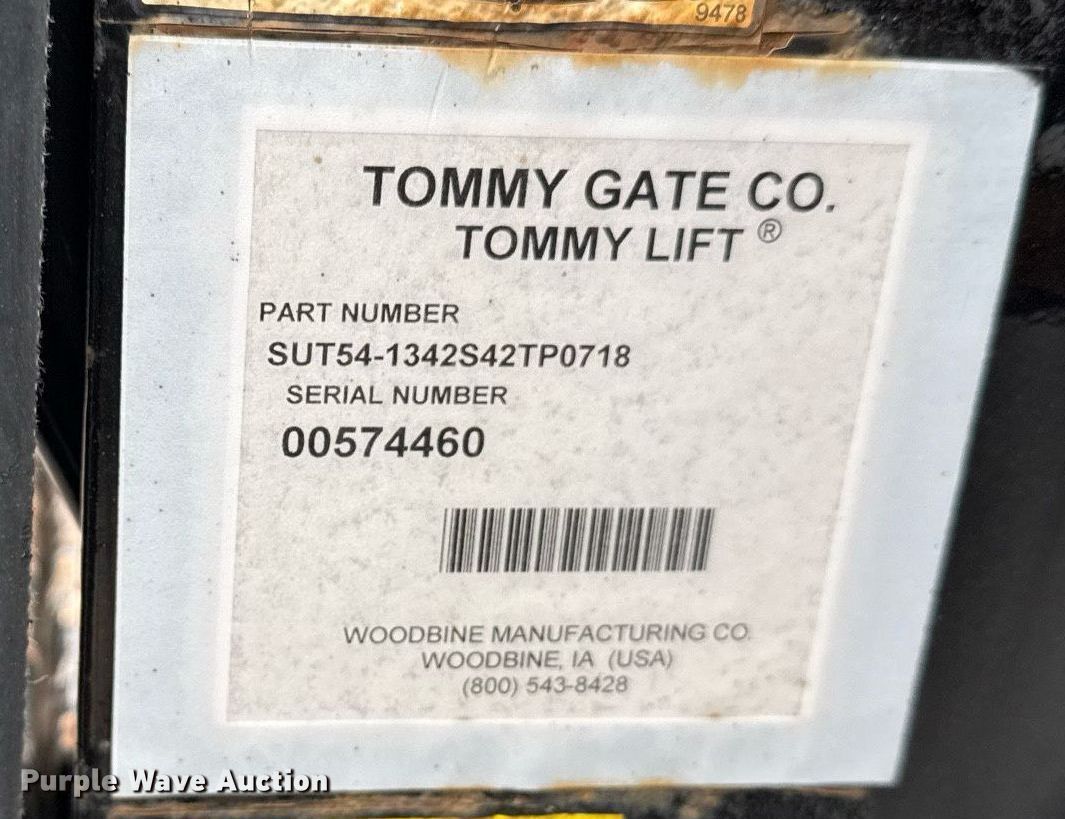 9478
TOMMY GATE CO.
TOMMY LIFT ®
PART NUMBER
SUT54-1342S42TP0718
SERIAL NUMBER
00574460
WOODBINE MANUFACTURING CO.
WOODBINE, IA (USA)
(800) 543-8428
Purple Wave Auction